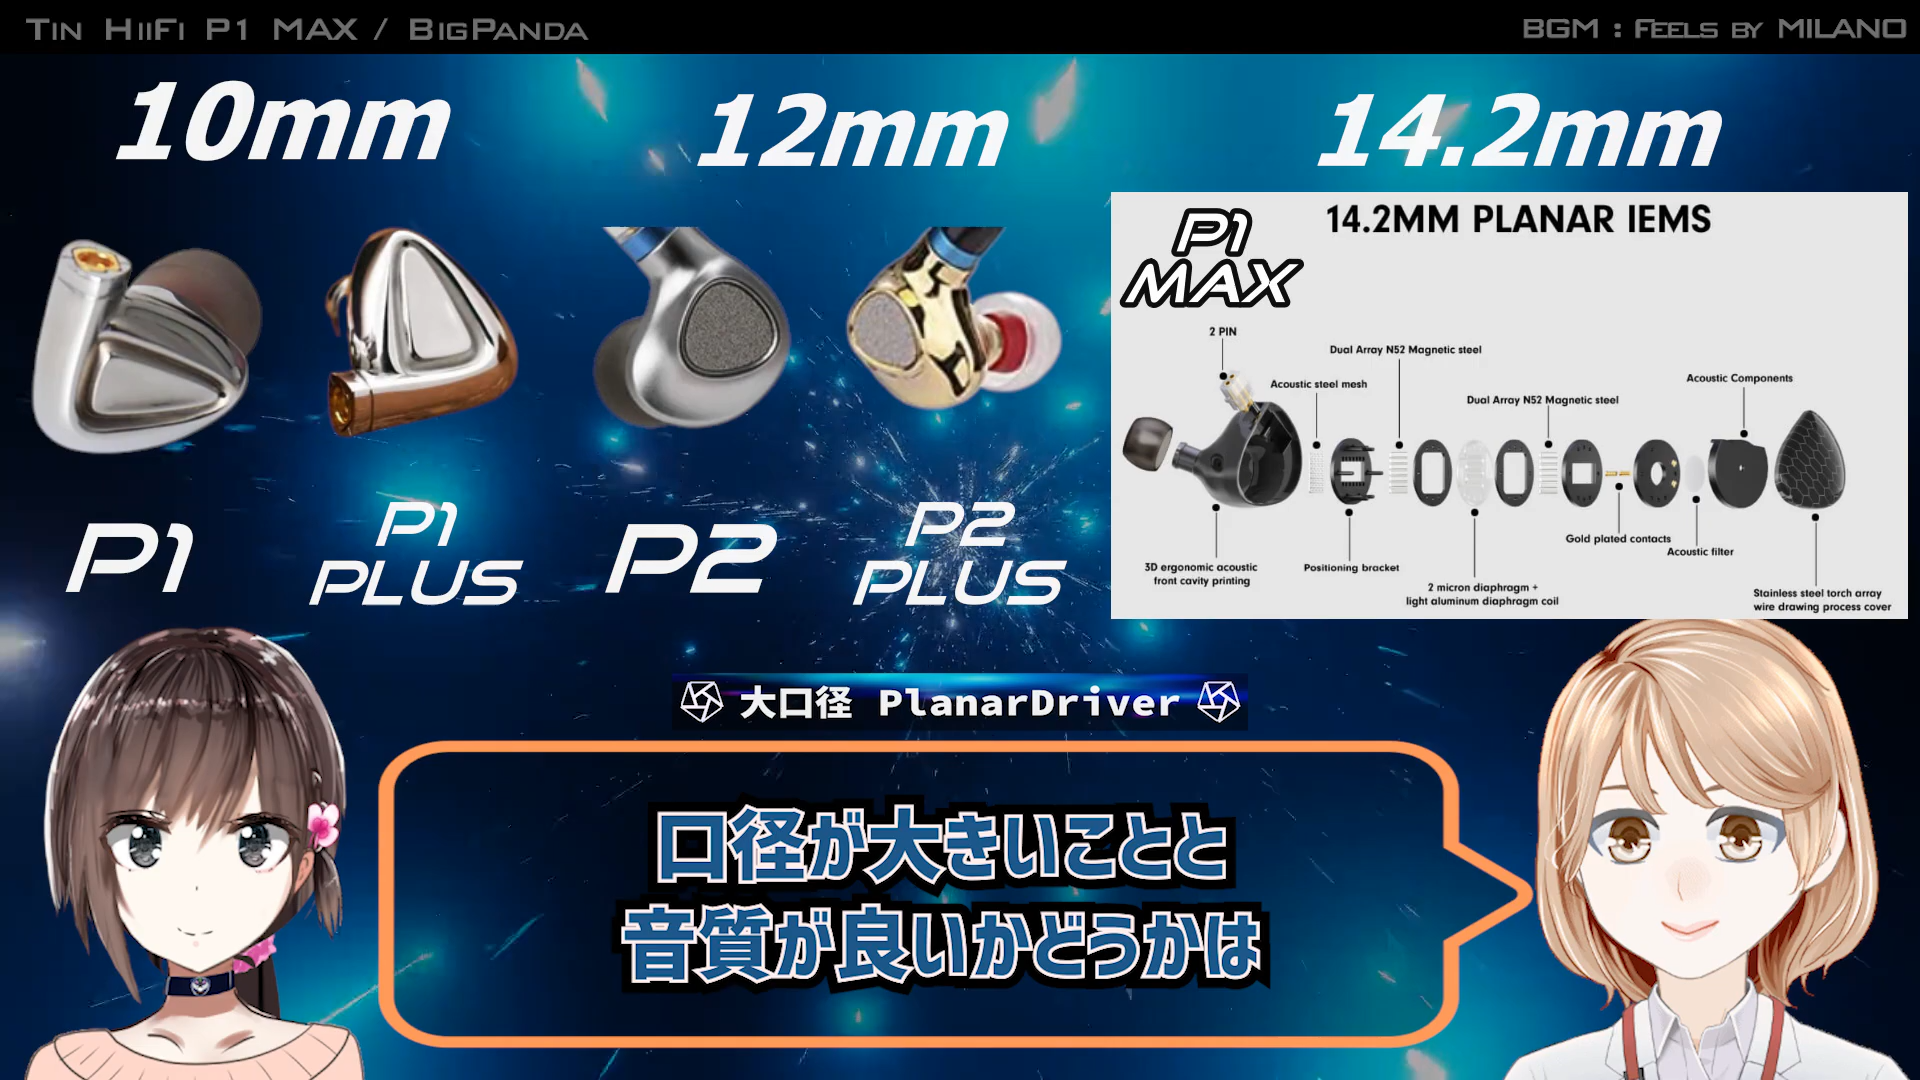 TIN HIIFI P1 MAX / BIGPANDA
BGM : FEELS BY MILANO
10mm
12mm
14.2mm
P1
MAX
14.2MM PLANAR IEMS
2 PIN
Dual Array N52 Magnetic steel
Acoustic steel mesh
Dual Array N52 Magnetic steel
Acoustic Components
Gold plated contacts
Acoustic filter
3D ergonomic acoustic
front cavity printing
Positioning bracket
2 micron diaphragm +
light aluminum diaphragm coil
Stainless steel torch array
wire drawing process cover
P1
P1
PLUS
P2
P2
PLUS
大口径 PlanarDriver
口径が大きいことと
音質が良いかどうかは